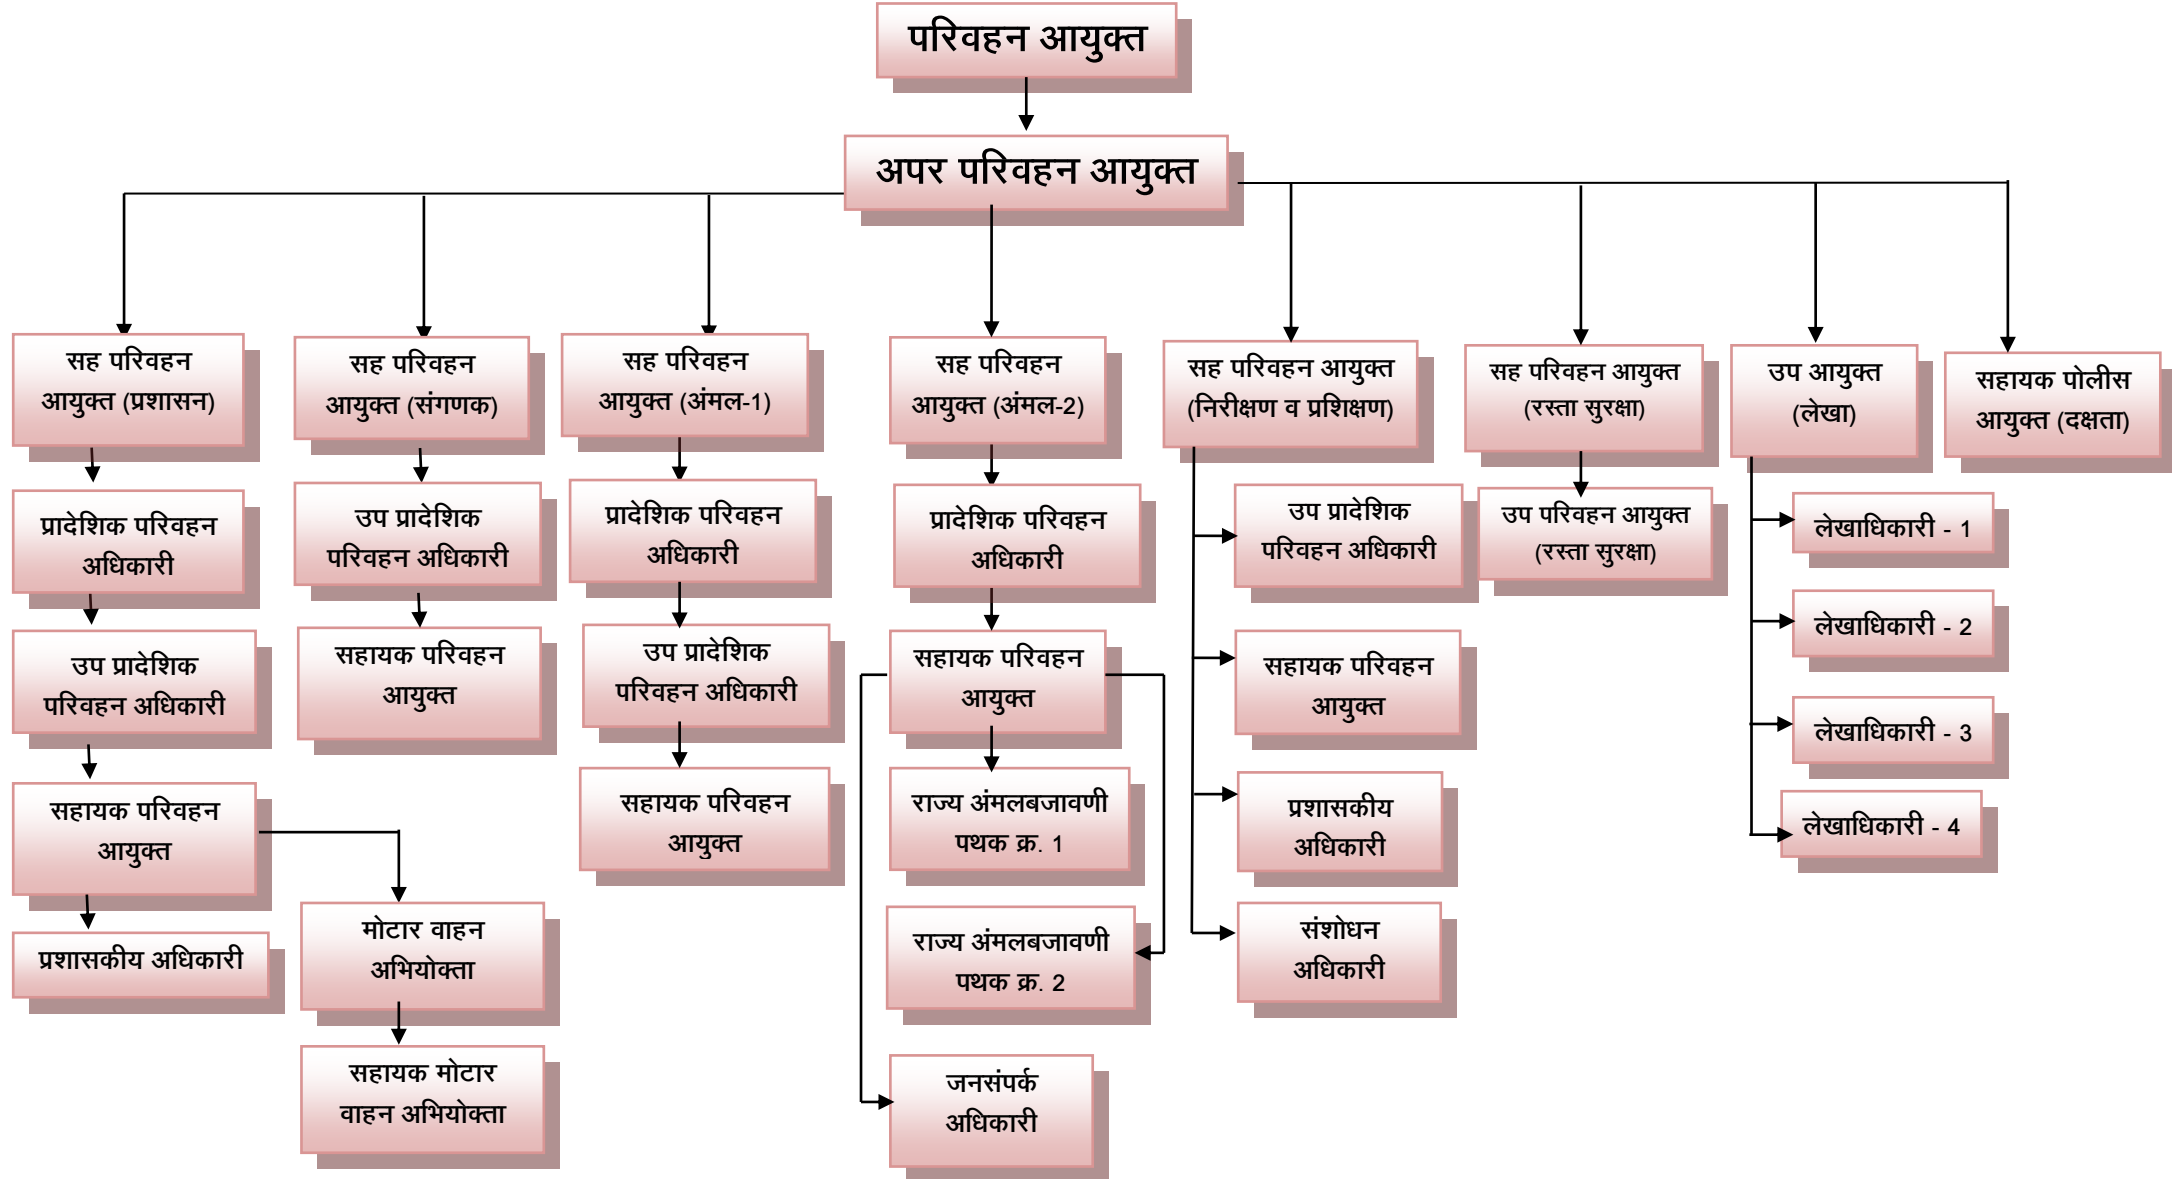 परिवहन आयुक्त
अपर परिवहन आयुक्त
सह परिवहन
आयुक्त (प्रशासन)
प्रादेशिक परिवहन
अधिकारी
उप प्रादेशिक
परिवहन अधिकारी
सहायक परिवहन
आयुक्त
प्रशासकीय अधिकारी
मोटार वाहन
अभियोक्ता
सहायक मोटार
वाहन अभियोक्ता
सह परिवहन
आयुक्त (संगणक)
उप प्रादेशिक
परिवहन अधिकारी
सहायक परिवहन
आयुक्त
सह परिवहन
आयुक्त (अंमल-1)
प्रादेशिक परिवहन
अधिकारी
उप प्रादेशिक
परिवहन अधिकारी
सहायक परिवहन
आयुक्त
सह परिवहन
आयुक्त (अंमल-2)
प्रादेशिक परिवहन
अधिकारी
सहायक परिवहन
आयुक्त
राज्य अंमलबजावणी
पथक क्र. 1
राज्य अंमलबजावणी
पथक क्र. 2
जनसंपर्क
अधिकारी
सह परिवहन आयुक्त
(निरीक्षण व प्रशिक्षण)
उप प्रादेशिक
परिवहन अधिकारी
सहायक परिवहन
आयुक्त
प्रशासकीय
अधिकारी
संशोधन
अधिकारी
सह परिवहन आयुक्त
(रस्ता सुरक्षा)
उप परिवहन आयुक्त
(रस्ता सुरक्षा)
उप आयुक्त
(लेखा)
लेखाधिकारी - 1
लेखाधिकारी - 2
लेखाधिकारी - 3
लेखाधिकारी - 4
सहायक पोलीस
आयुक्त (दक्षता)